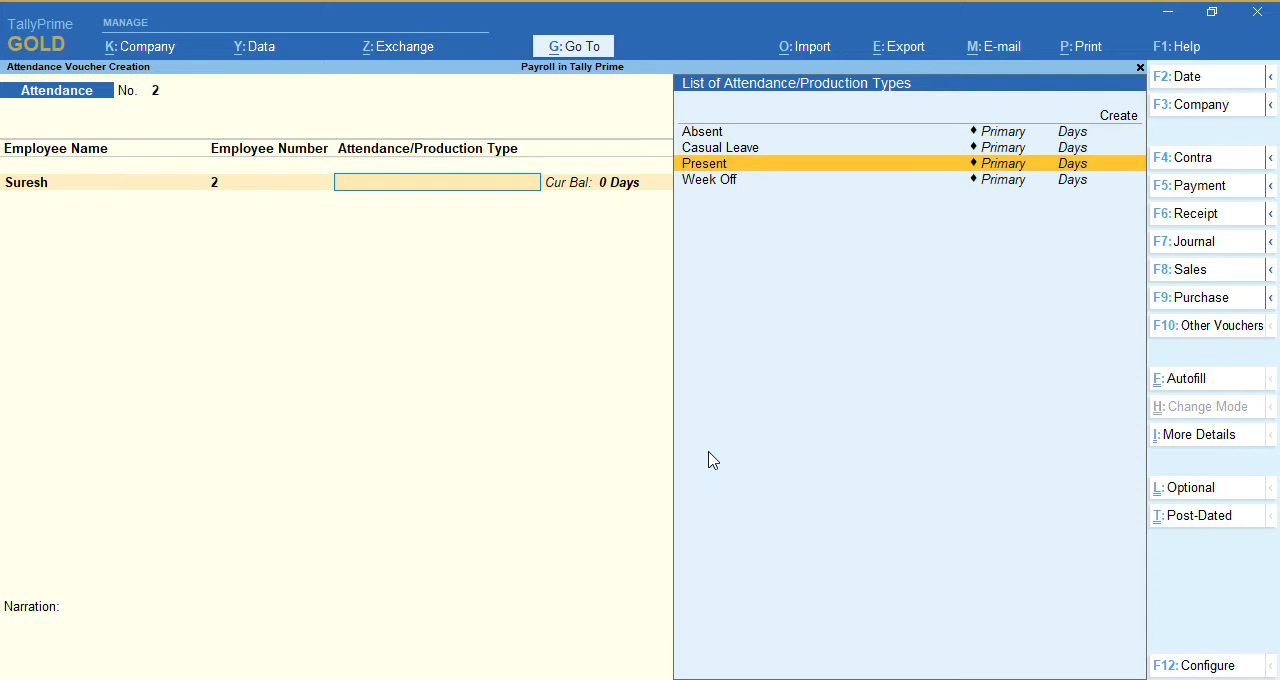 TallyPrime
GOLD
MANAGE
K: Company
Y: Data
Z: Exchange
G: Go To
O: Import
E: Export
M: E-mail
P: Print
F1: Help
Attendance Voucher Creation
Payroll in Tally Prime
Attendance No. 2
Employee Name Employee Number Attendance/Production Type
Suresh 2 Cur Bal: 0 Days
Narration:
List of Attendance/Production Types
Create
Absent ♦ Primary Days
Casual Leave ♦ Primary Days
Present ♦ Primary Days
Week Off ♦ Primary Days
F2: Date
F3: Company
F4: Contra
F5: Payment
F6: Receipt
F7: Journal
F8: Sales
F9: Purchase
F10: Other Vouchers
F: Autofill
H: Change Mode
I: More Details
L: Optional
T: Post-Dated
F12: Configure